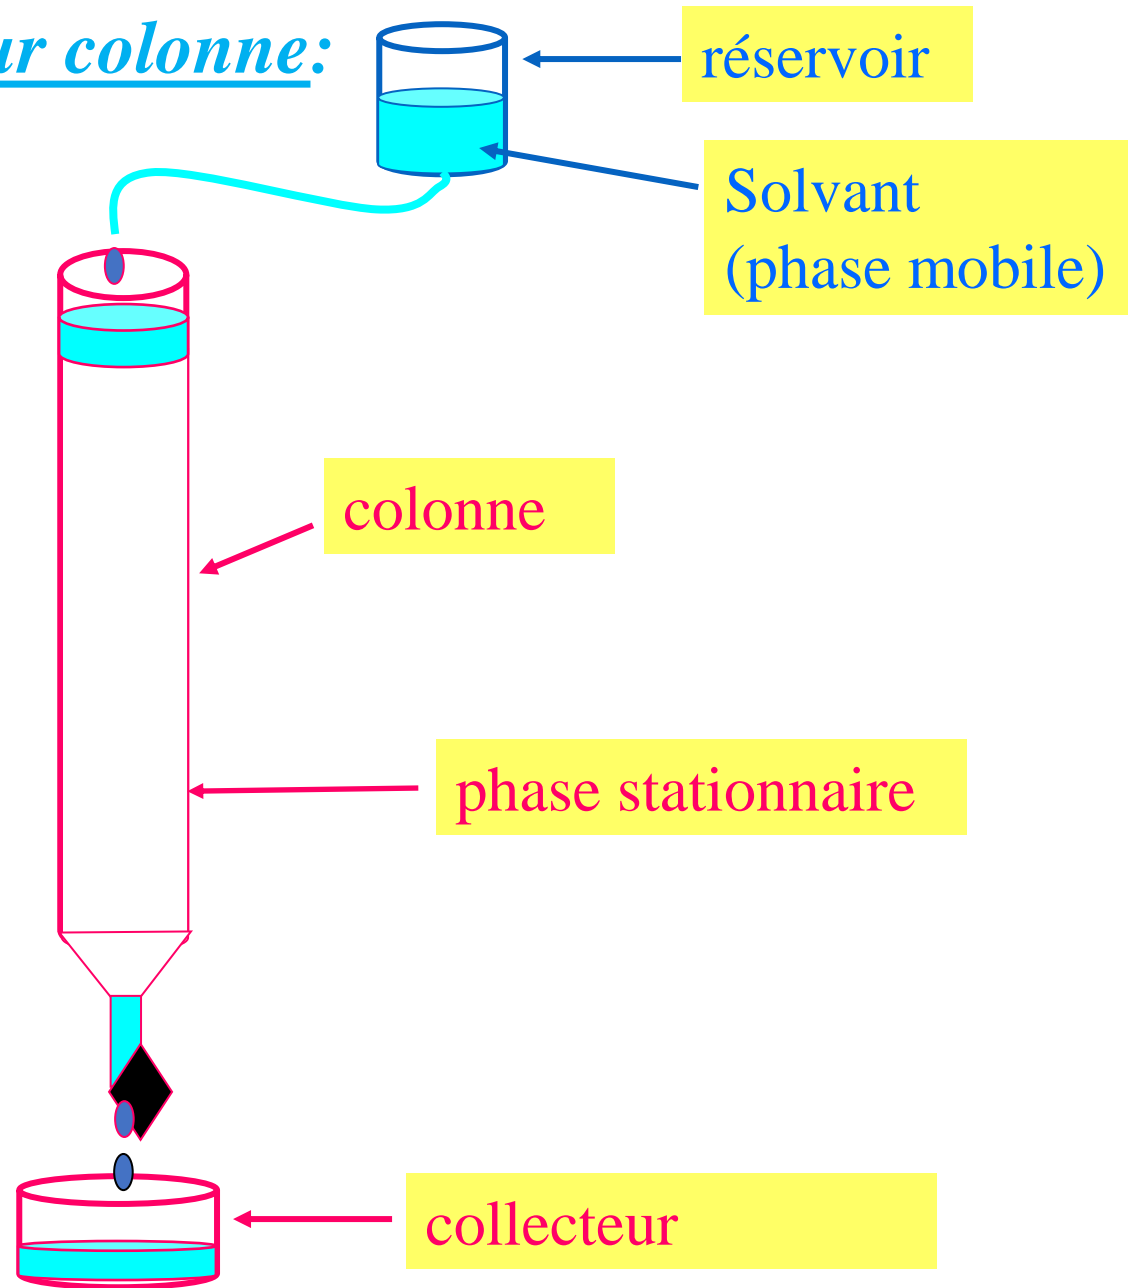 ur colonne:
réservoir
Solvant
(phase mobile)
colonne
phase stationnaire
collecteur